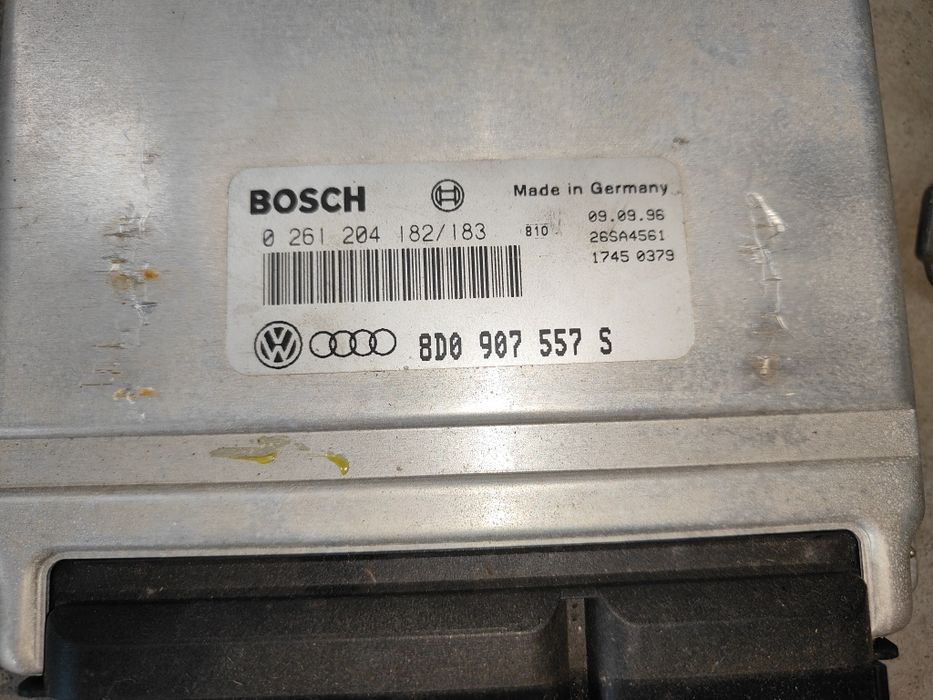 BOSCH
Made in Germany
0 261 204 182/183
810
09.09.96
26SA4561
1745 0379
8D0 907 557 S